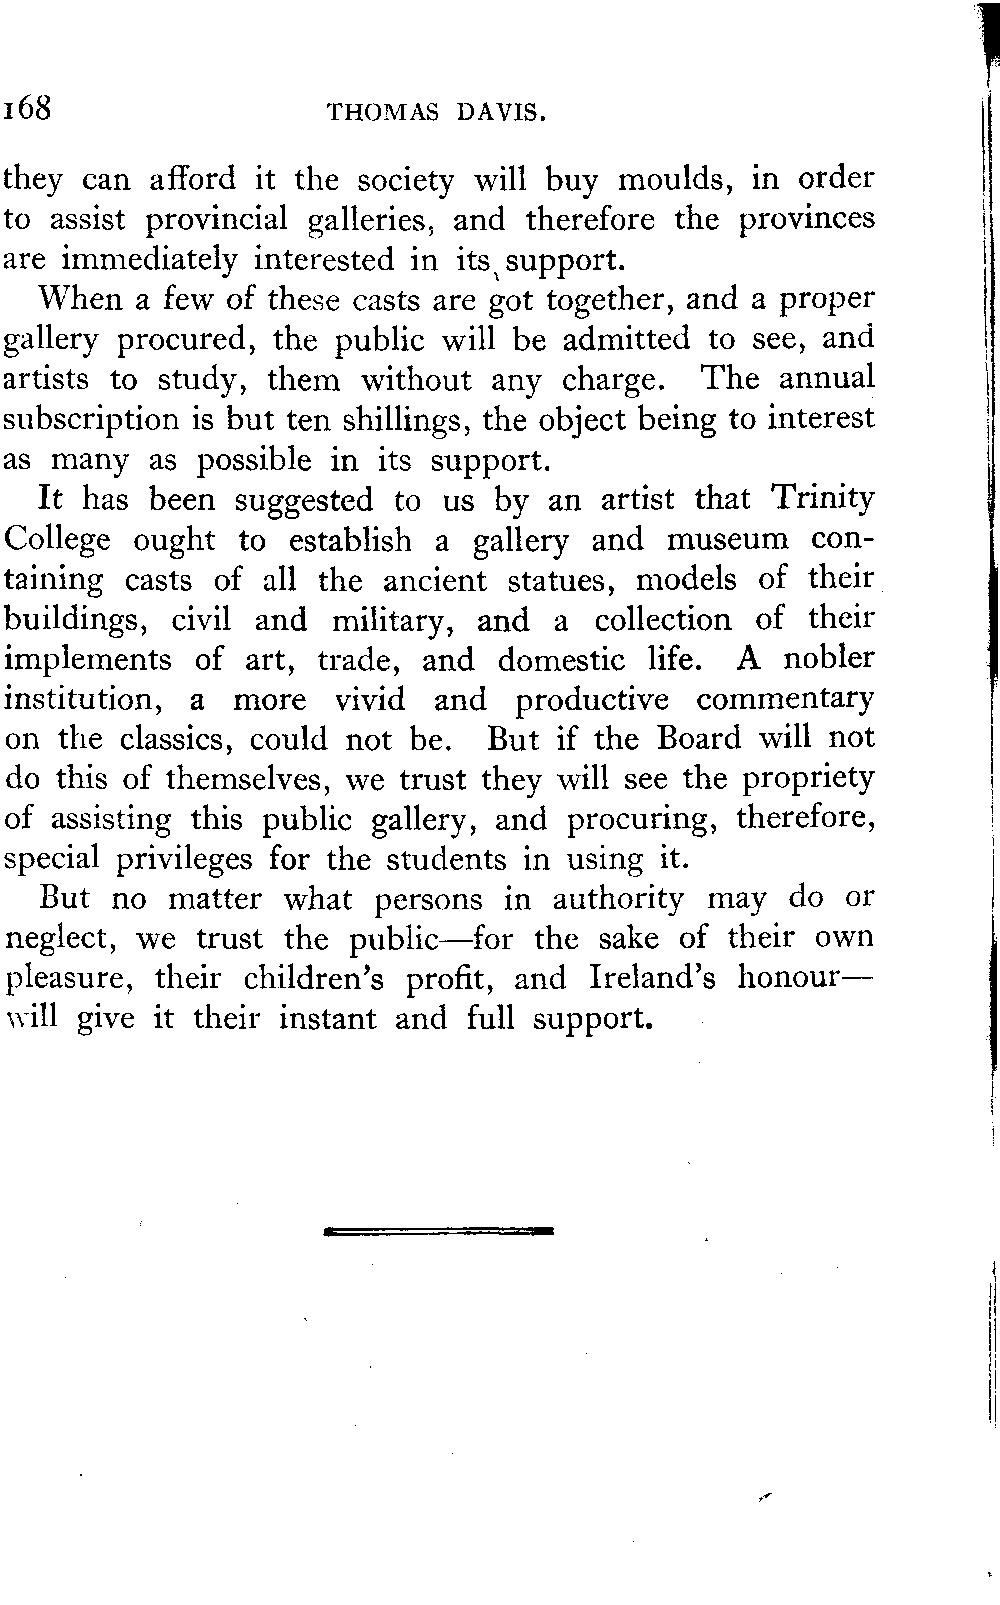 168 THOMAS DAVIS.
they can afford it the society will buy moulds, in order
to assist provincial galleries, and therefore the provinces
are immediately interested in its support.
When a few of these casts are got together, and a proper
gallery procured, the public will be admitted to see, and
artists to study, them without any charge. The annual
subscription is but ten shillings, the object being to interest
as many as possible in its support.
It has been suggested to us by an artist that Trinity
College ought to establish a gallery and museum con-
taining casts of all the ancient statues, models of their
buildings, civil and military, and a collection of their
implements of art, trade, and domestic life. A nobler
institution, a more vivid and productive commentary
on the classics, could not be. But if the Board will not
do this of themselves, we trust they will see the propriety
of assisting this public gallery, and procuring, therefore,
special privileges for the students in using it.
But no matter what persons in authority may do or
neglect, we trust the public—for the sake of their own
pleasure, their children's profit, and Ireland's honour—
will give it their instant and full support.